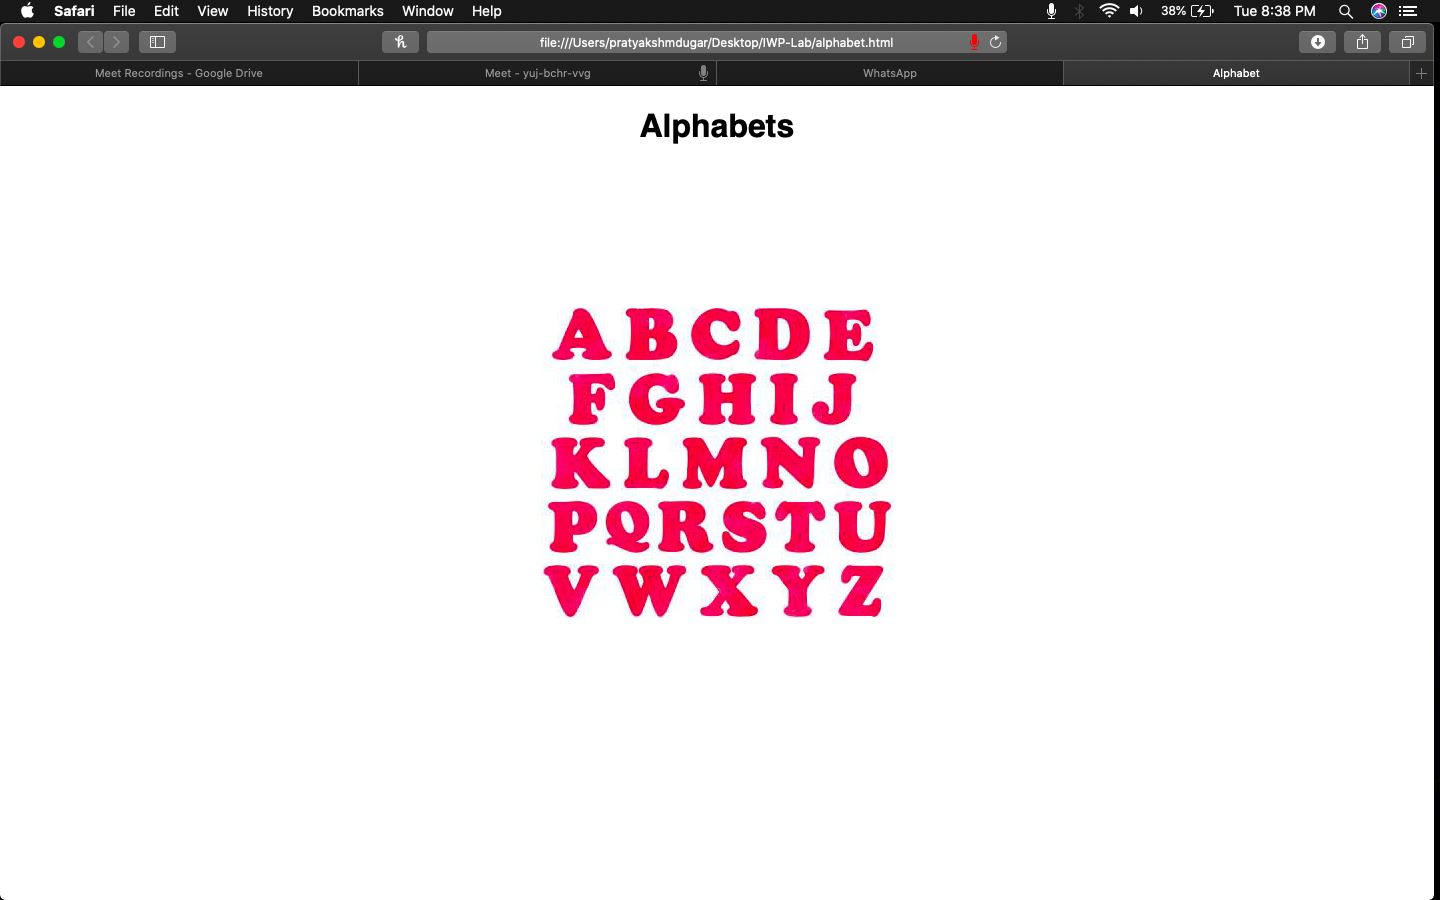 Safari File Edit View History Bookmarks Window Help 38% Tue 8:38 PM
file:///Users/pratyakshmdugar/Desktop/IWP-Lab/alphabet.html
Meet Recordings - Google Drive Meet - yuj-bchr-vvg WhatsApp Alphabet
Alphabets
A B C D E
F G H I J
K L M N O
P Q R S T U
V W X Y Z